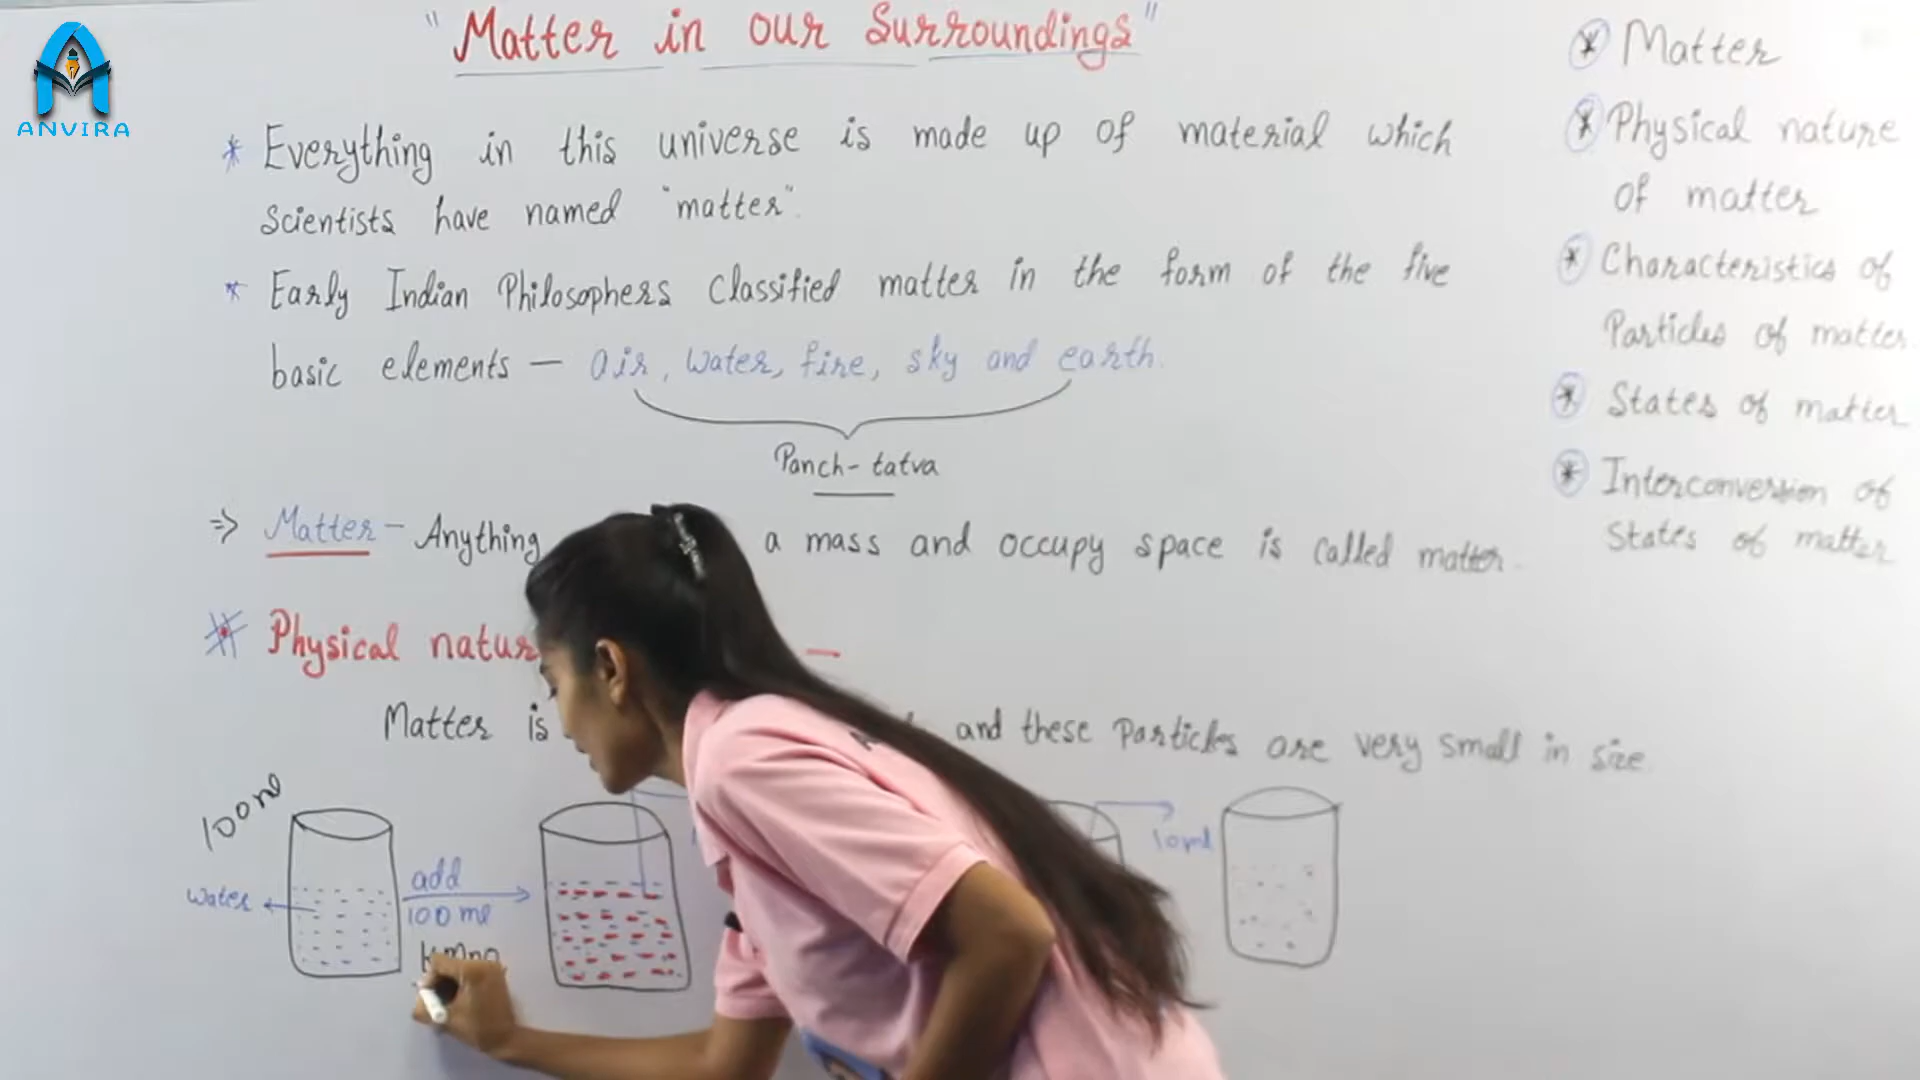 ANVIRA
"Matter in our Surroundings"
* Everything in this universe is made up of material which
Scientists have named "matter".
* Early Indian Philosophers classified matter in the form of the five
basic elements — air, water, fire, sky and earth.
Panch-tatva
⇒ Matter - Anything a mass and occupy space is called matter.
Physical natur —
Matter is and these Particles are very small in size.
100ml
water
add
100 ml
KMnO
10ml
* Matter
* Physical nature
of matter
* Characteristics of
Particles of matter
* States of matter
* Interconversion of
States of matter